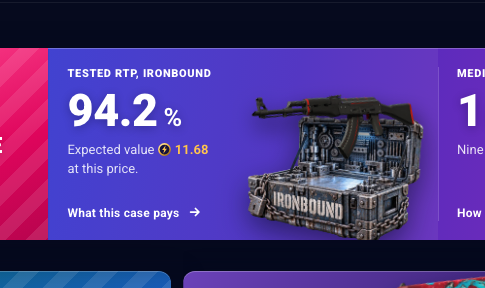 TESTED RTP, IRONBOUND
94.2 %
Expected value 11.68
at this price.
What this case pays →
IRONBOUND
E
MEDI
1
Nine
How